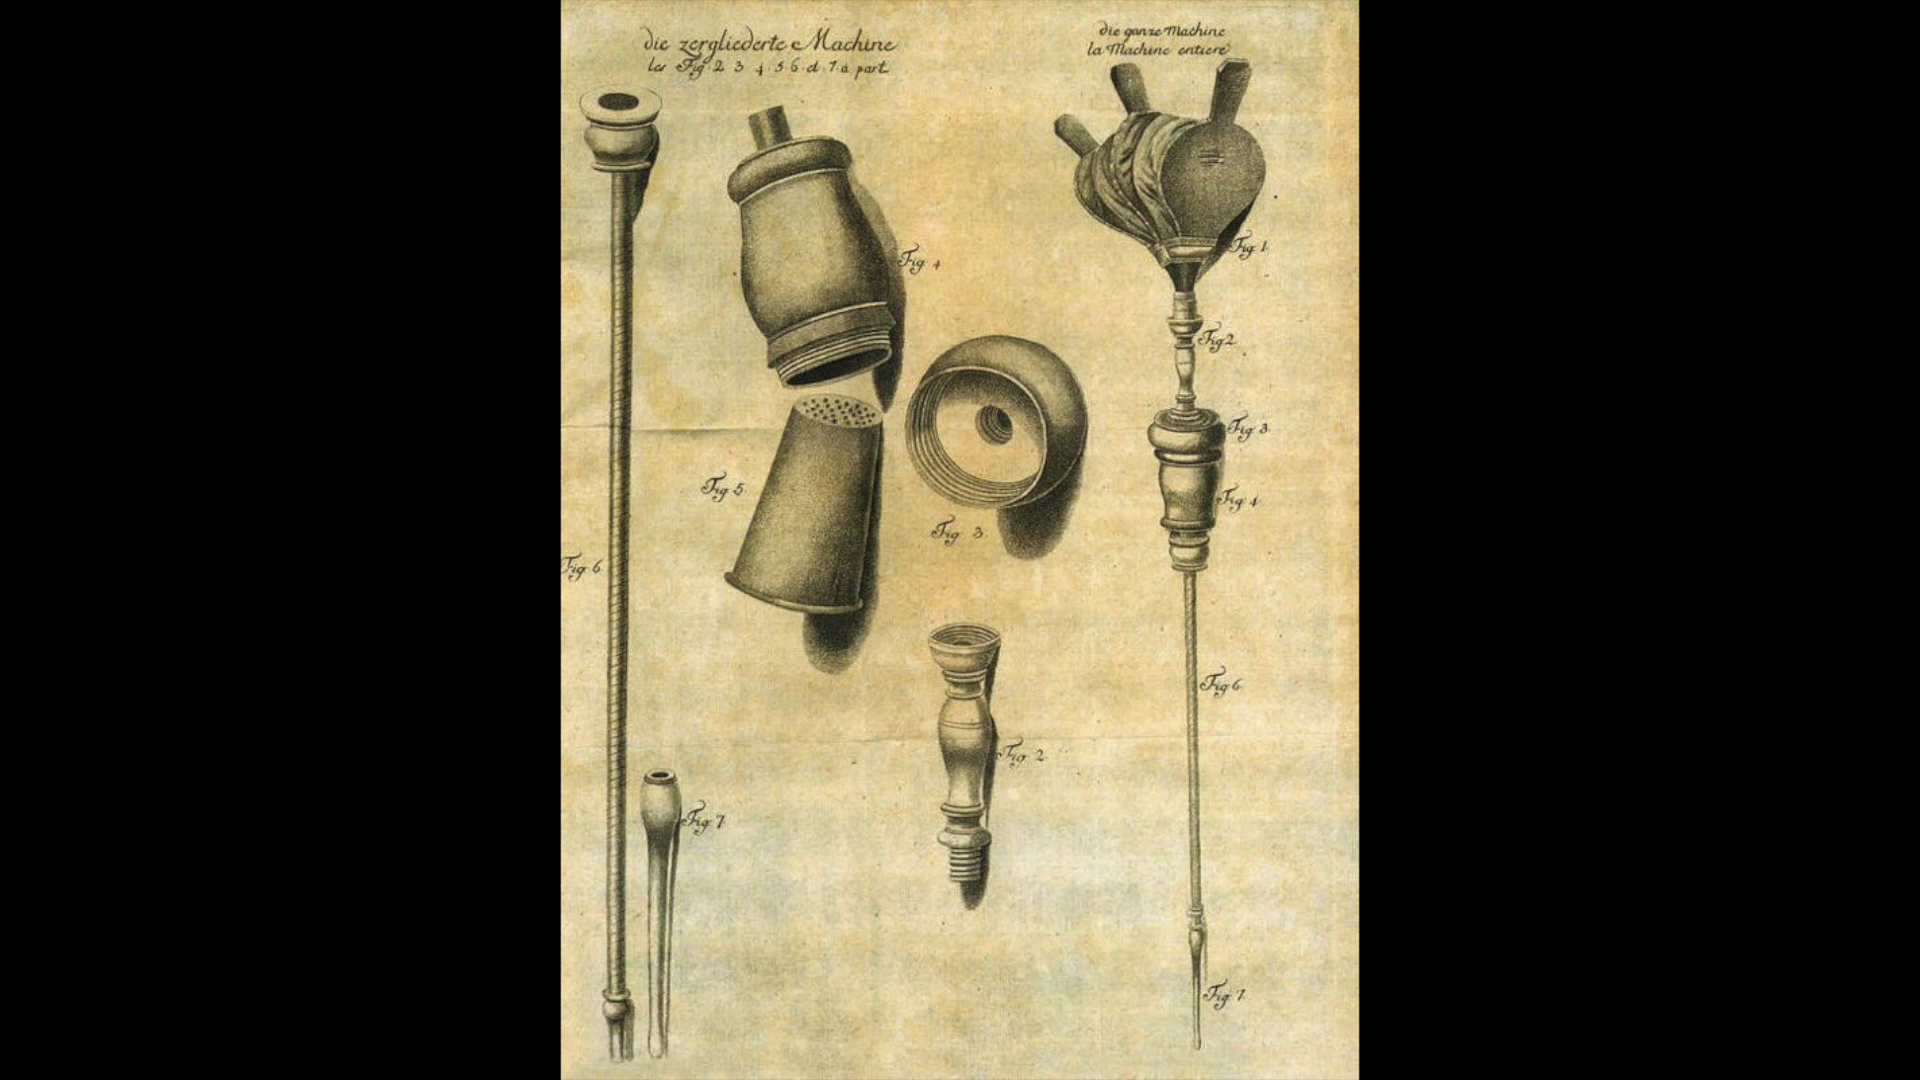 die zergliederte Machine
les Fig. 2 3 4. 5. 6. et. 7. a part
die ganze Machine
la Machine entiere
Fig. 1.
Fig. 4
Fig 2
Fig. 3.
Fig. 5.
Fig. 4.
Fig. 3
Fig. 6.
Fig. 6.
Fig. 2.
Fig. 7.
Fig. 7.